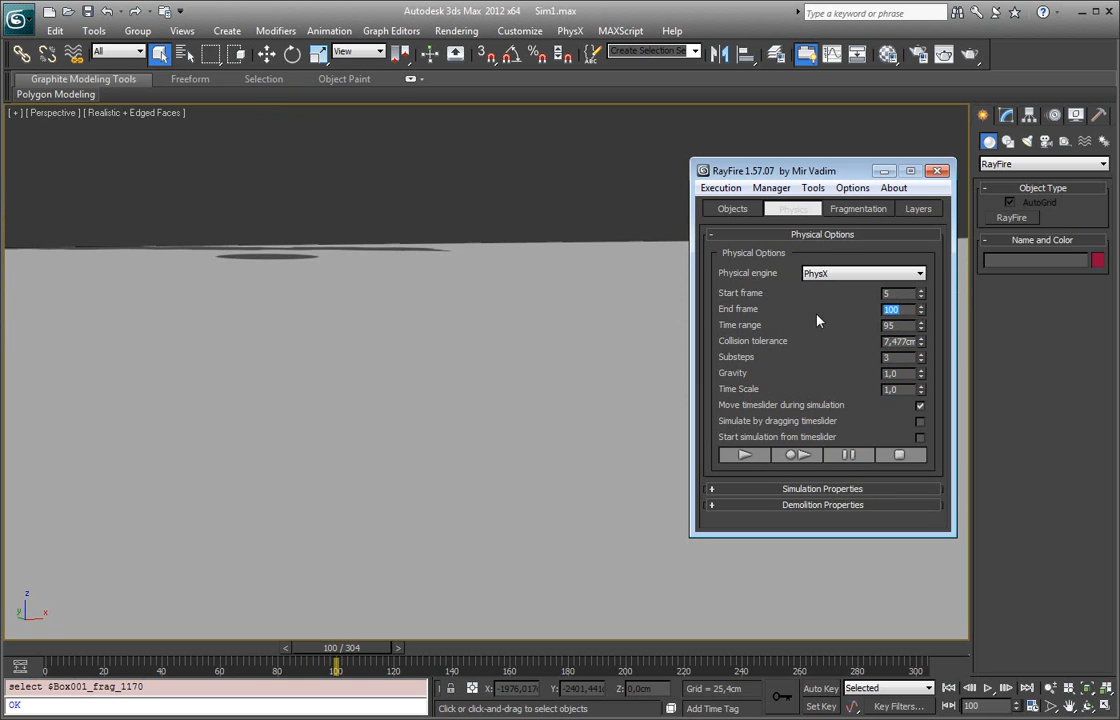 Autodesk 3ds Max 2012 x64
Sim1.max
Type a keyword or phrase
Edit
Tools
Group
Views
Create
Modifiers
Animation
Graph Editors
Rendering
Customize
PhysX
MAXScript
Help
All
View
3
Create Selection Se
Graphite Modeling Tools
Freeform
Selection
Object Paint
Polygon Modeling
[ + ] [ Perspective ] [ Realistic + Edged Faces ]
RayFire 1.57.07 by Mir Vadim
Execution
Manager
Tools
Options
About
Objects
Physics
Fragmentation
Layers
- Physical Options
Physical Options
Physical engine
PhysX
Start frame
5
End frame
100
Time range
95
Collision tolerance
7,477cm
Substeps
3
Gravity
1,0
Time Scale
1,0
Move timeslider during simulation
Simulate by dragging timeslider
Start simulation from timeslider
+ Simulation Properties
+ Demolition Properties
RayFire
- Object Type
AutoGrid
RayFire
- Name and Color
z
y
x
< 100 / 304 >
0 20 40 60 80 100 120 140 160 180 200 220 240 260 280 300
select $Box001_frag_1170
OK
X: -1976,017
Y: -2401,441
Z: 0,0cm
Grid = 25,4cm
Auto Key
Selected
Click or click-and-drag to select objects
Add Time Tag
Set Key
Key Filters...
100